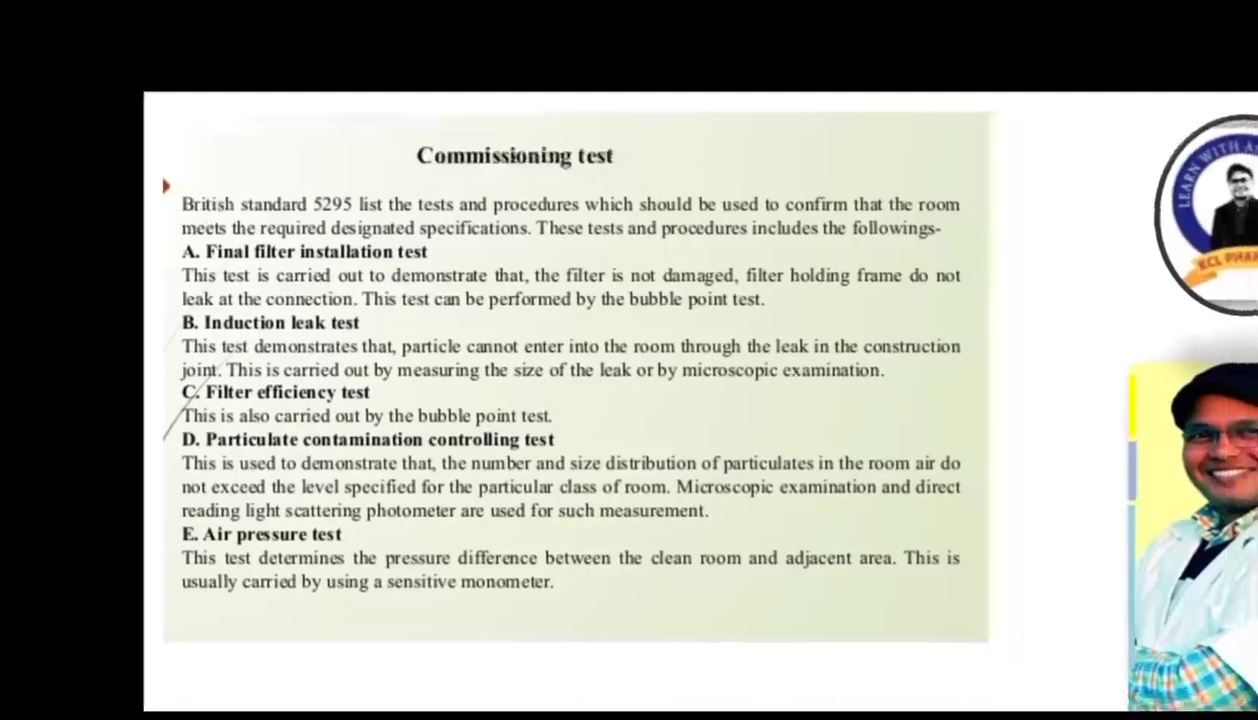 Commissioning test
British standard 5295 list the tests and procedures which should be used to confirm that the room
meets the required designated specifications. These tests and procedures includes the followings-
A. Final filter installation test
This test is carried out to demonstrate that, the filter is not damaged, filter holding frame do not
leak at the connection. This test can be performed by the bubble point test.
B. Induction leak test
This test demonstrates that, particle cannot enter into the room through the leak in the construction
joint. This is carried out by measuring the size of the leak or by microscopic examination.
C. Filter efficiency test
This is also carried out by the bubble point test.
D. Particulate contamination controlling test
This is used to demonstrate that, the number and size distribution of particulates in the room air do
not exceed the level specified for the particular class of room. Microscopic examination and direct
reading light scattering photometer are used for such measurement.
E. Air pressure test
This test determines the pressure difference between the clean room and adjacent area. This is
usually carried by using a sensitive monometer.
LEARN WITH